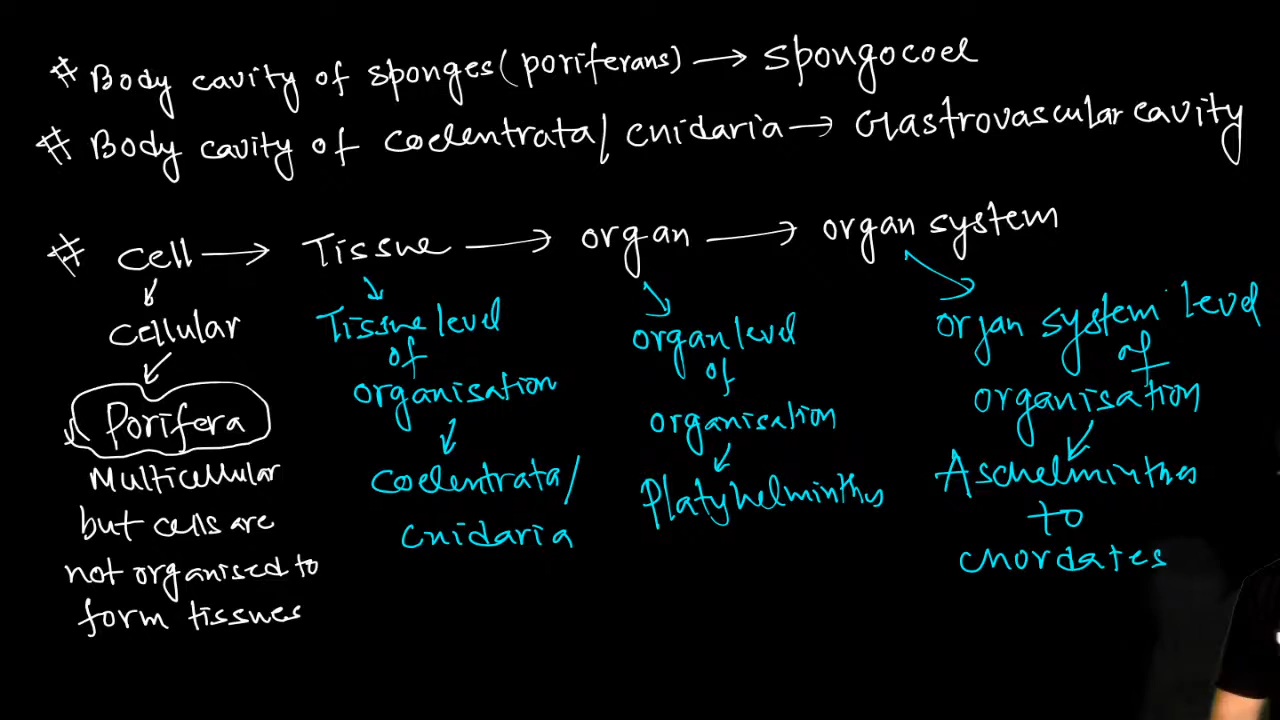 # Body cavity of sponges (poriferans) → spongocoel
# Body cavity of coelentrata/ cnidaria → Gastrovascular cavity
# cell → Tissue → organ → organ system
cellular
Porifera
Multicellular
but cells are
not organised to
form tissues
Tissue level
of
organisation
coelentrata/
cnidaria
organ level
of
organisation
Platyhelminthes
organ system level
of
organisation
Aschelminthes
to
chordates